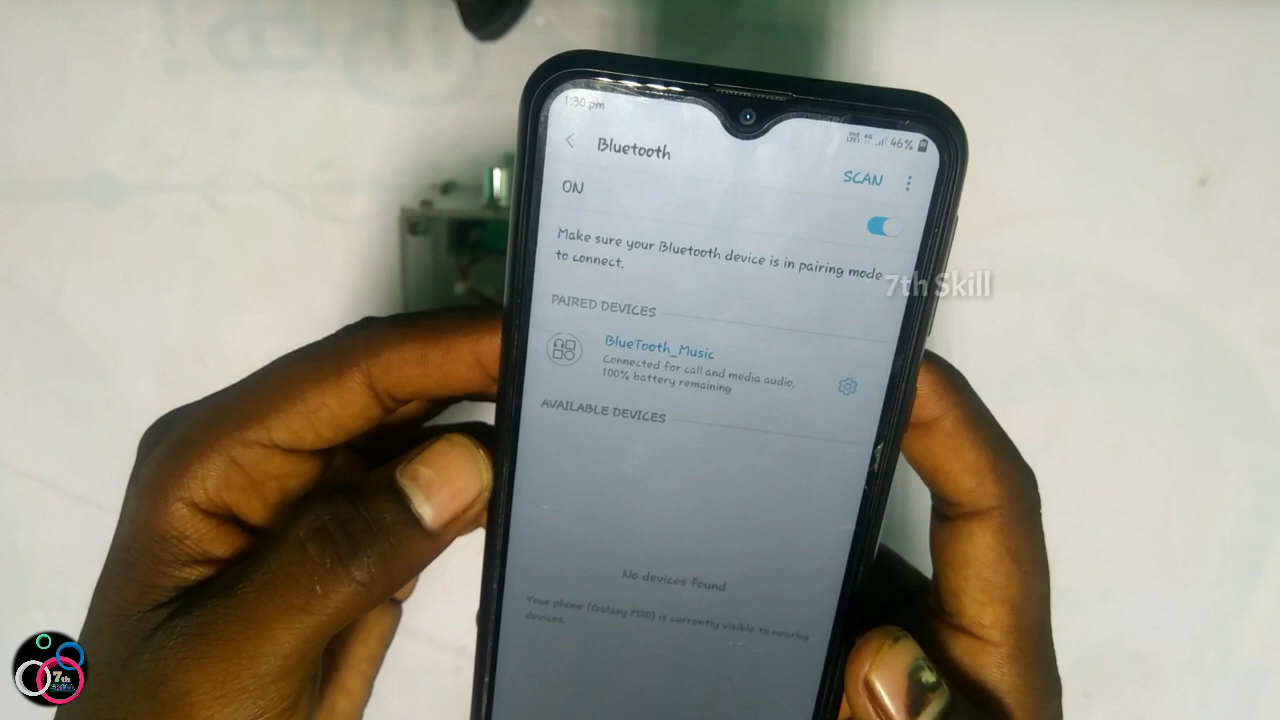 1:30 pm
46%
Bluetooth
SCAN
ON
Make sure your Bluetooth device is in pairing mode
to connect.
7th Skill
PAIRED DEVICES
BlueTooth_Music
Connected for call and media audio,
100% battery remaining
AVAILABLE DEVICES
No devices found
Your phone (Galaxy M20) is currently visible to nearby
devices.
7th
Skill